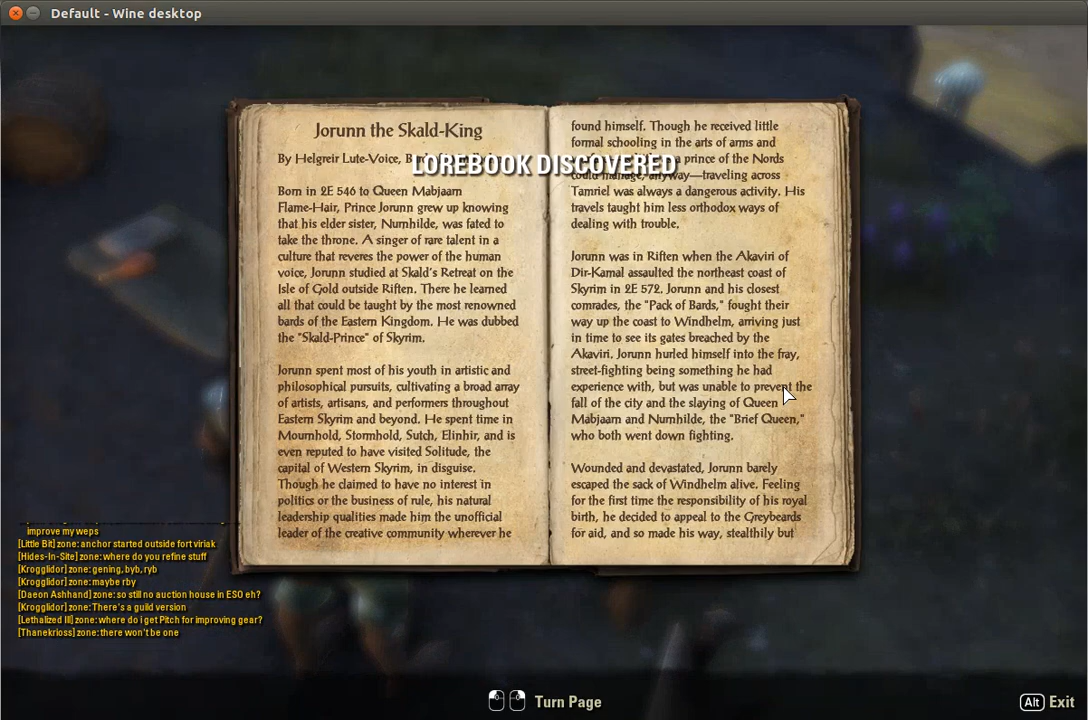 Default - Wine desktop
Jorunn the Skald-King
By Helgreir Lute-Voice,
LOREBOOK DISCOVERED
Born in 2E 546 to Queen Mabjaarn
Flame-Hair, Prince Jorunn grew up knowing
that his elder sister, Nurnhilde, was fated to
take the throne. A singer of rare talent in a
culture that reveres the power of the human
voice, Jorunn studied at Skald's Retreat on the
Isle of Gold outside Riften. There he learned
all that could be taught by the most renowned
bards of the Eastern Kingdom. He was dubbed
the "Skald-Prince" of Skyrim.
Jorunn spent most of his youth in artistic and
philosophical pursuits, cultivating a broad array
of artists, artisans, and performers throughout
Eastern Skyrim and beyond. He spent time in
Mournhold, Stormhold, Sutch, Elinhir, and is
even reputed to have visited Solitude, the
capital of Western Skyrim, in disguise.
Though he claimed to have no interest in
politics or the business of rule, his natural
leadership qualities made him the unofficial
leader of the creative community wherever he
found himself. Though he received little
formal schooling in the arts of arms and
a prince of the Nords
could manage, anyway—traveling across
Tamriel was always a dangerous activity. His
travels taught him less orthodox ways of
dealing with trouble.
Jorunn was in Riften when the Akaviri of
Dir-Kamal assaulted the northeast coast of
Skyrim in 2E 572. Jorunn and his closest
comrades, the "Pack of Bards," fought their
way up the coast to Windhelm, arriving just
in time to see its gates breached by the
Akaviri. Jorunn hurled himself into the fray,
street-fighting being something he had
experience with, but was unable to prevent the
fall of the city and the slaying of Queen
Mabjaarn and Nurnhilde, the "Brief Queen,"
who both went down fighting.
Wounded and devastated, Jorunn barely
escaped the sack of Windhelm alive. Feeling
for the first time the responsibility of his royal
birth, he decided to appeal to the Greybeards
for aid, and so made his way, stealthily but
improve my weps
[Little Bit] zone: anchor started outside fort viriak
[Hides-In-Site] zone: where do you refine stuff
[Krogglidor] zone: gening, byb, ryb
[Krogglidor] zone: maybe rby
[Daeon Ashhand] zone: so still no auction house in ESO eh?
[Krogglidor] zone: There's a guild version
[Lethalized Ill] zone: where do i get Pitch for improving gear?
[Thanekrioss] zone: there won't be one
Turn Page
Alt Exit